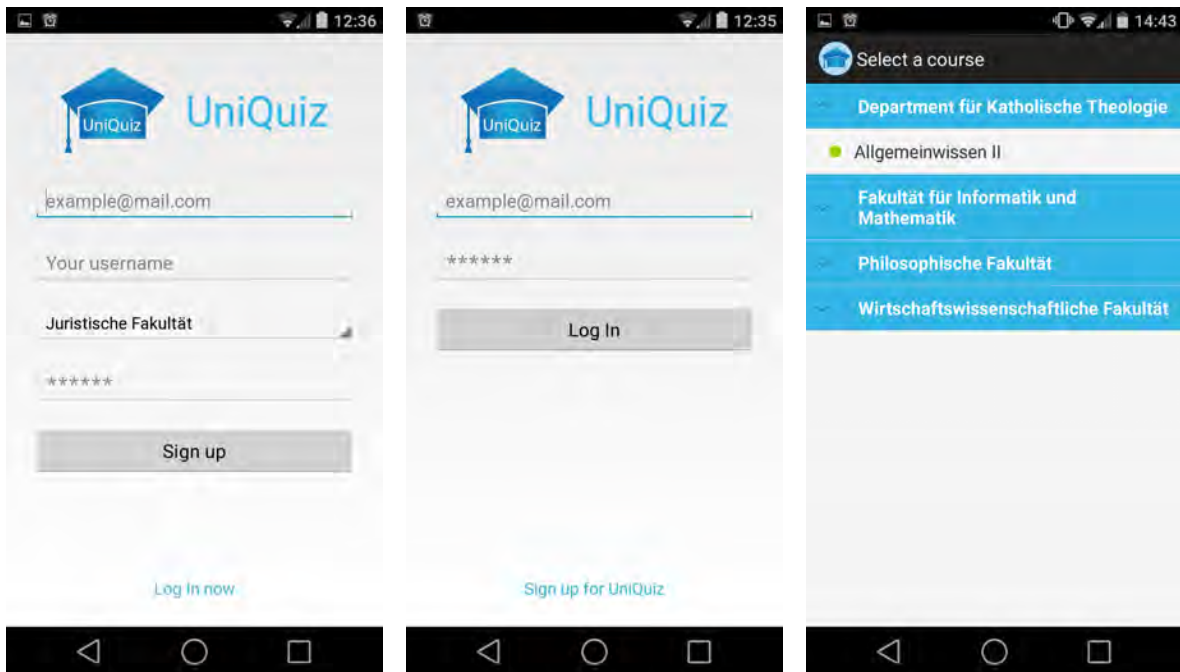 12:36
UniQuiz
UniQuiz
example@mail.com
Your username
Juristische Fakultät
******
Sign up
Log In now
12:35
UniQuiz
UniQuiz
example@mail.com
******
Log In
Sign up for UniQuiz
14:43
Select a course
Department für Katholische Theologie
Allgemeinwissen II
Fakultät für Informatik und
Mathematik
Philosophische Fakultät
Wirtschaftswissenschaftliche Fakultät